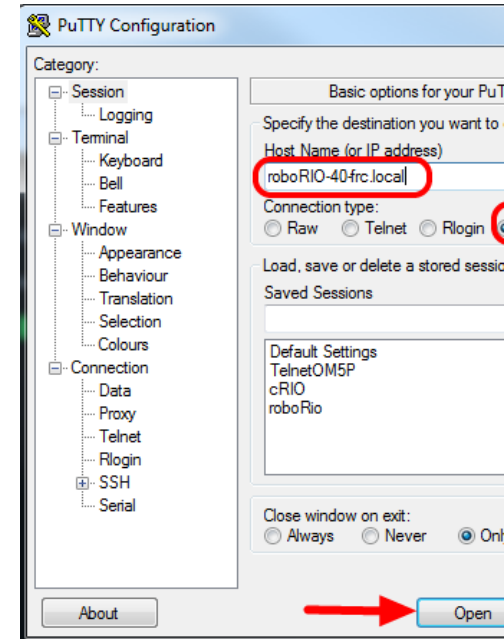 PuTTY Configuration
Category:
Session
Logging
Terminal
Keyboard
Bell
Features
Window
Appearance
Behaviour
Translation
Selection
Colours
Connection
Data
Proxy
Telnet
Rlogin
SSH
Serial
Basic options for your PuT
Specify the destination you want to
Host Name (or IP address)
roboRIO-40-frc.local
Connection type:
Raw Telnet Rlogin
Load, save or delete a stored sessio
Saved Sessions
Default Settings
TelnetOM5P
cRIO
roboRio
Close window on exit:
Always Never Onl
About Open